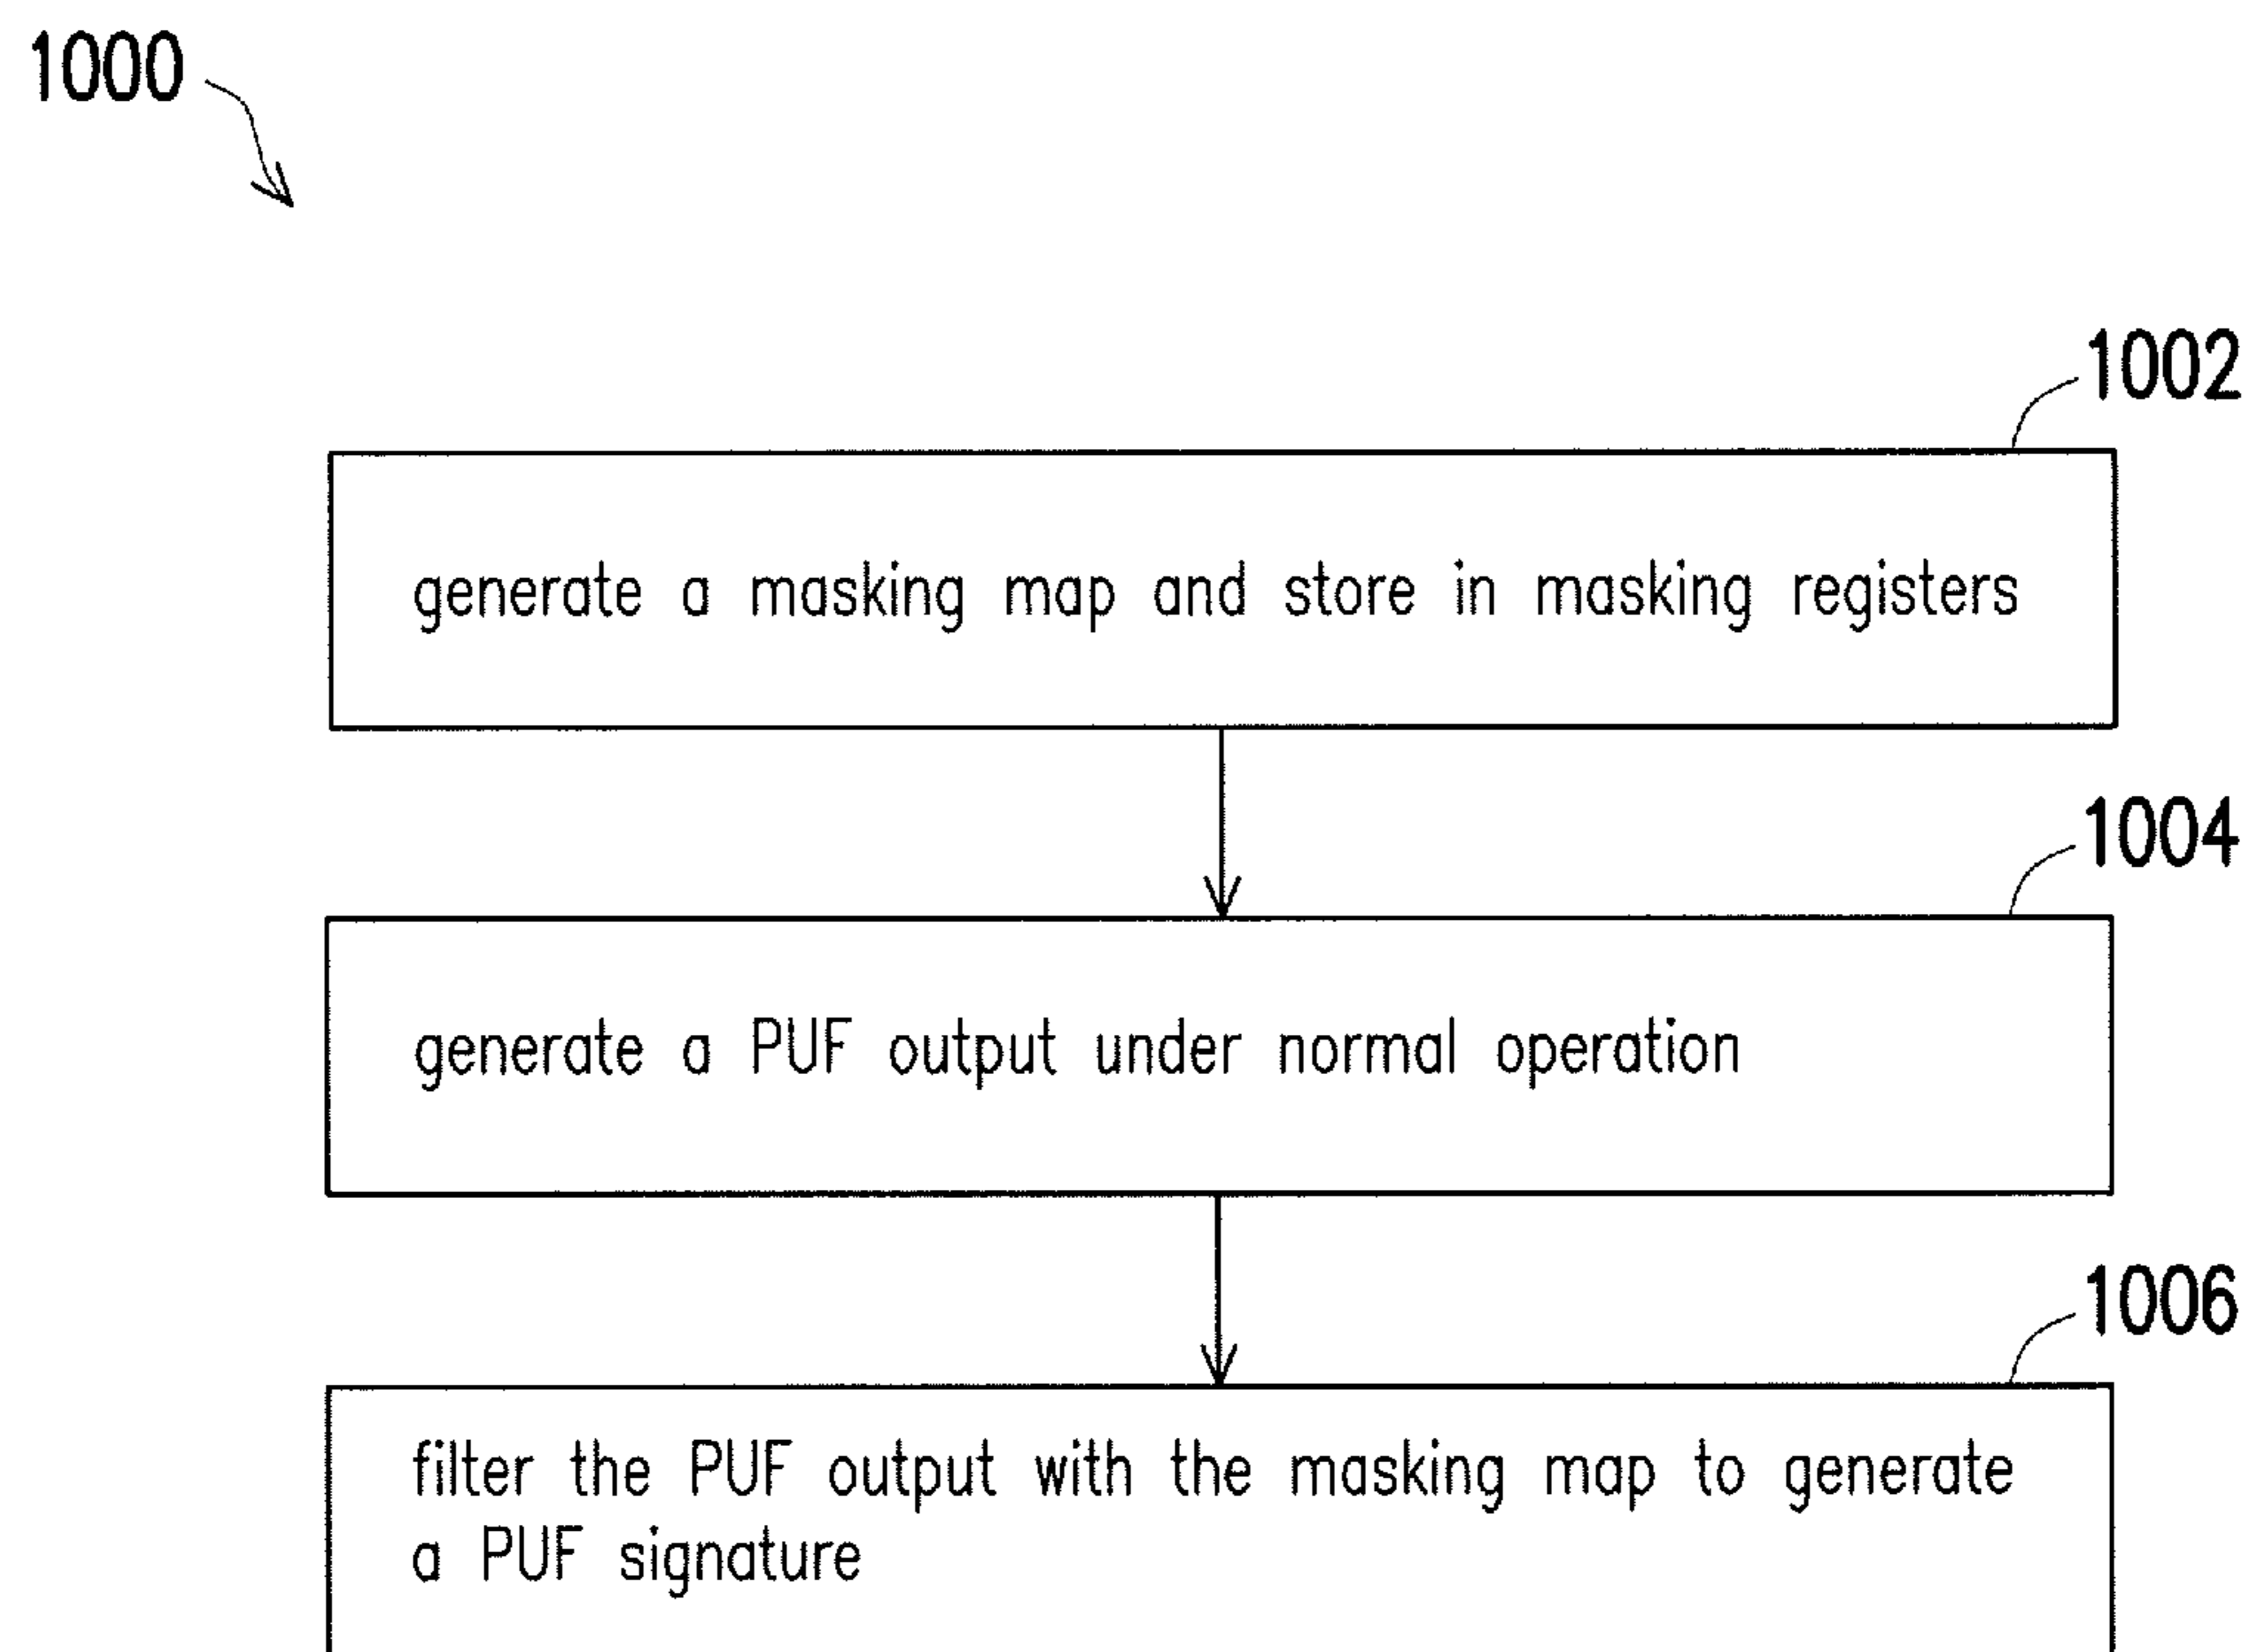 1000
1002
generate a masking map and store in masking registers
1004
generate a PUF output under normal operation
1006
filter the PUF output with the masking map to generate
a PUF signature